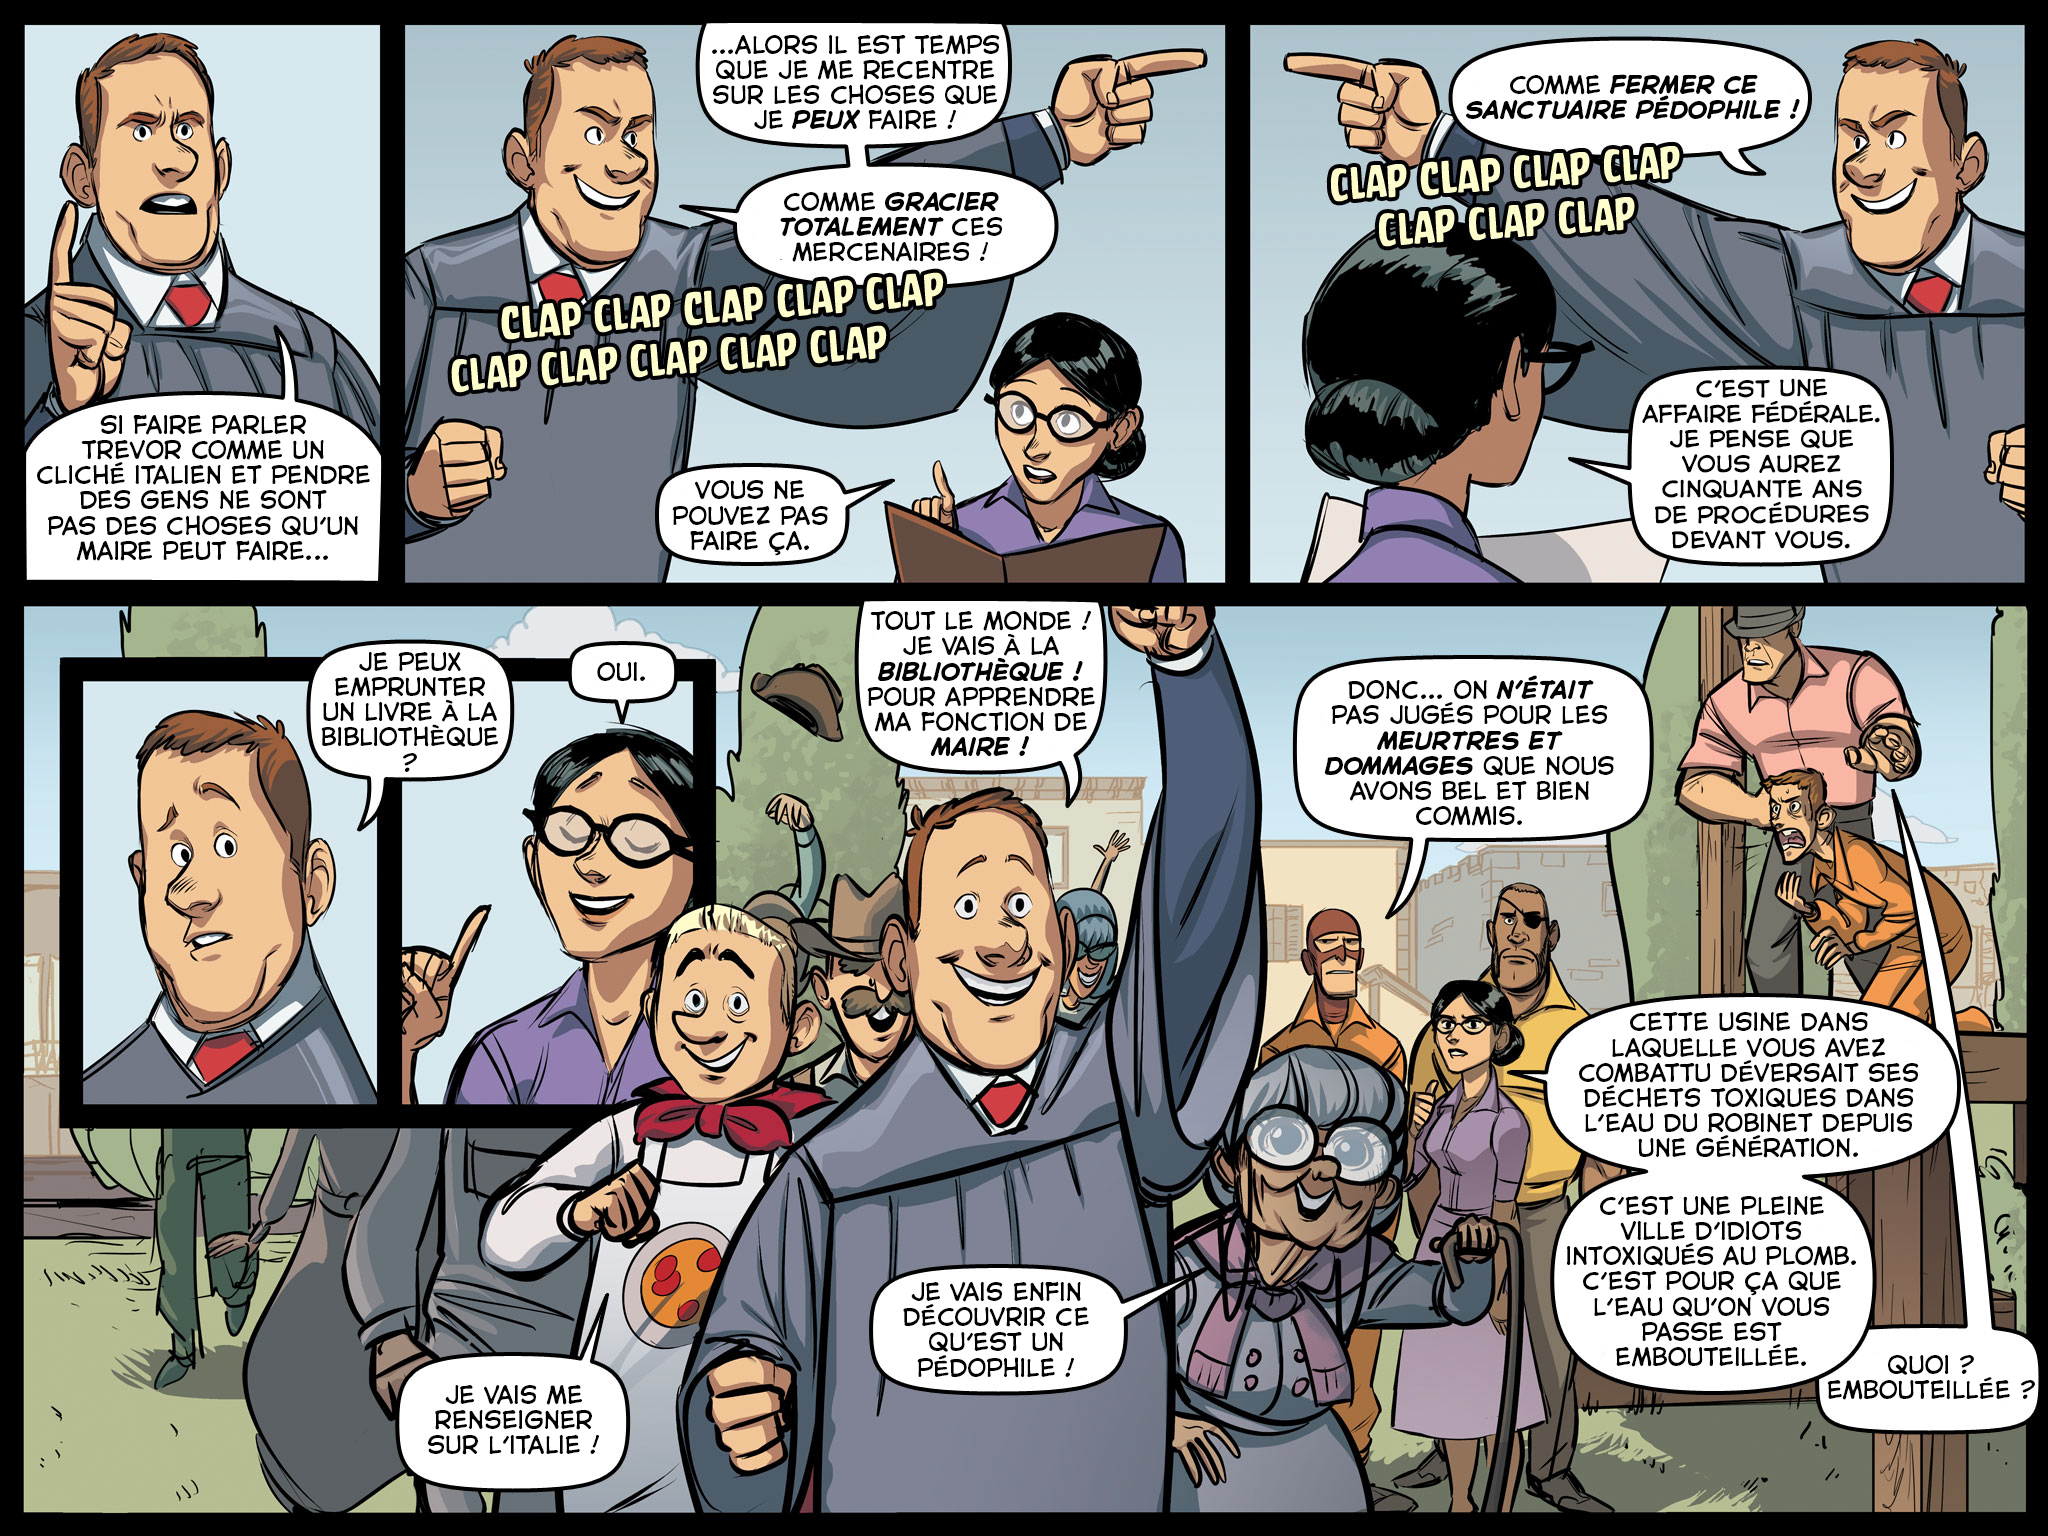 SI FAIRE PARLER
TREVOR COMME UN
CLICHÉ ITALIEN ET PENDRE
DES GENS NE SONT
PAS DES CHOSES QU'UN
MAIRE PEUT FAIRE...
...ALORS IL EST TEMPS
QUE JE ME RECENTRE
SUR LES CHOSES QUE
JE PEUX FAIRE !
COMME GRACIER
TOTALEMENT CES
MERCENAIRES !
CLAP CLAP CLAP CLAP CLAP
CLAP CLAP CLAP CLAP CLAP
VOUS NE
POUVEZ PAS
FAIRE ÇA.
COMME FERMER CE
SANCTUAIRE PÉDOPHILE !
CLAP CLAP CLAP CLAP
CLAP CLAP CLAP
C'EST UNE
AFFAIRE FÉDÉRALE.
JE PENSE QUE
VOUS AUREZ
CINQUANTE ANS
DE PROCÉDURES
DEVANT VOUS.
JE PEUX
EMPRUNTER
UN LIVRE À LA
BIBLIOTHÈQUE
?
OUI.
TOUT LE MONDE !
JE VAIS À LA
BIBLIOTHÈQUE !
POUR APPRENDRE
MA FONCTION DE
MAIRE !
JE VAIS ME
RENSEIGNER
SUR L'ITALIE !
JE VAIS ENFIN
DÉCOUVRIR CE
QU'EST UN
PÉDOPHILE !
DONC... ON N'ÉTAIT
PAS JUGÉS POUR LES
MEURTRES ET
DOMMAGES QUE NOUS
AVONS BEL ET BIEN
COMMIS.
CETTE USINE DANS
LAQUELLE VOUS AVEZ
COMBATTU DÉVERSAIT SES
DÉCHETS TOXIQUES DANS
L'EAU DU ROBINET DEPUIS
UNE GÉNÉRATION.
C'EST UNE PLEINE
VILLE D'IDIOTS
INTOXIQUÉS AU PLOMB.
C'EST POUR ÇA QUE
L'EAU QU'ON VOUS
PASSE EST
EMBOUTEILLÉE.
QUOI ?
EMBOUTEILLÉE ?